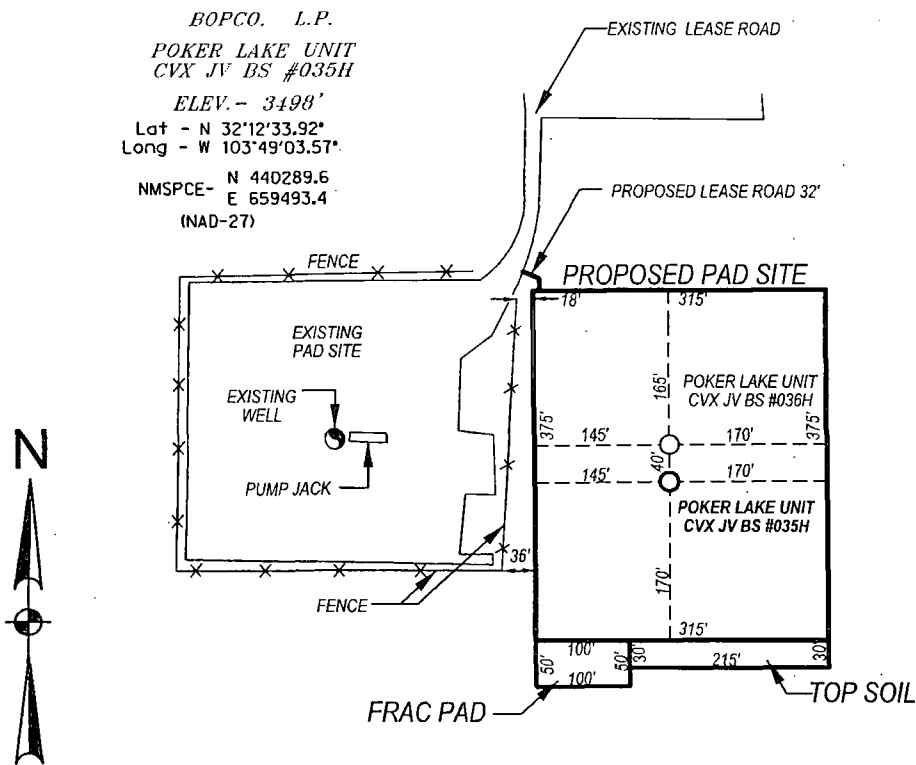 BOPCO, L.P.
POKER LAKE UNIT
CVX JV BS #035H
ELEV.- 3498'
Lat - N 32°12'33.92"
Long - W 103°49'03.57"
NMSPCE- N 440289.6
E 659493.4
(NAD-27)
EXISTING LEASE ROAD
PROPOSED LEASE ROAD 32'
FENCE
PROPOSED PAD SITE
18'
315'
EXISTING
PAD SITE
165'
POKER LAKE UNIT
CVX JV BS #036H
EXISTING
WELL
375'
375'
145'
170'
40'
145'
170'
PUMP JACK
POKER LAKE UNIT
CVX JV BS #035H
N
36'
170'
FENCE
315'
100'
50'
50'
30'
30'
100'
215'
TOP SOIL
FRAC PAD